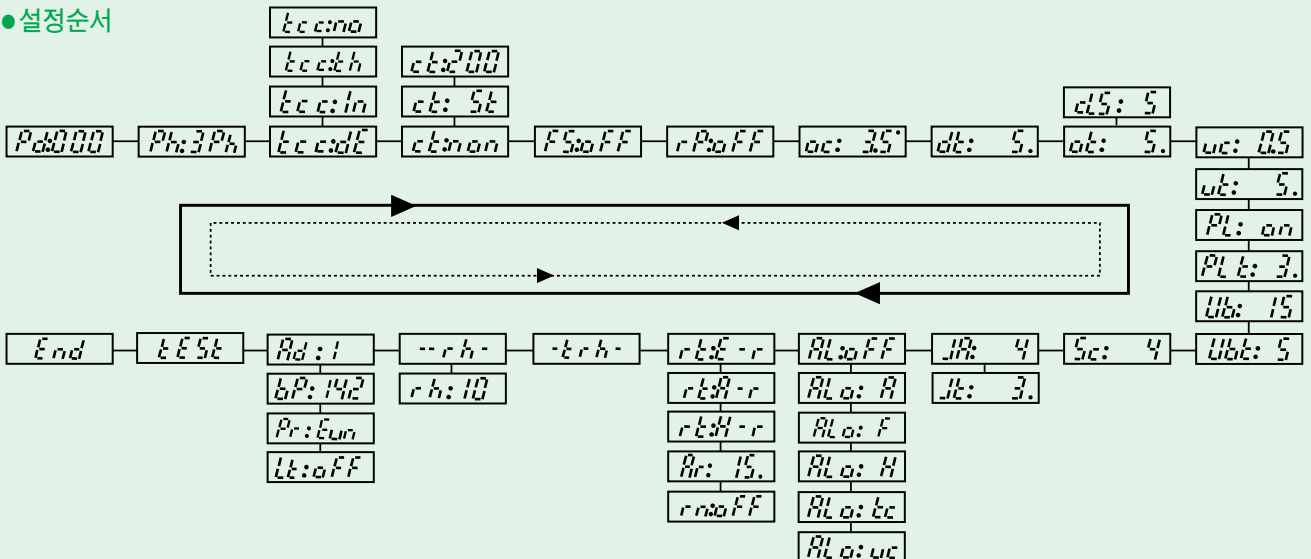 ●설정순서
tcc:no
tcc:th
ct:200
tcc:In
ct: St
cLS: 5
Pd:000
Ph:3Ph
tcc:dE
ct:non
FS:oFF
rP:oFF
oc: 3.5
dt: 5.
ot: 5.
uc: 0.5
ut: 5.
PL: on
PLt: 3.
Ub: 15
End
tESt
Ad:1
--rh-
-trh-
rt:E-r
AL:oFF
JA: 4
Sc: 4
Ubt: 5
bP:142
rh:10
rt:A-r
ALo: A
Jt: 3.
Pr:Eun
rt:H-r
ALo: F
Lt:oFF
Ar: 15.
ALo: H
rn:oFF
ALo:tc
ALo:uc